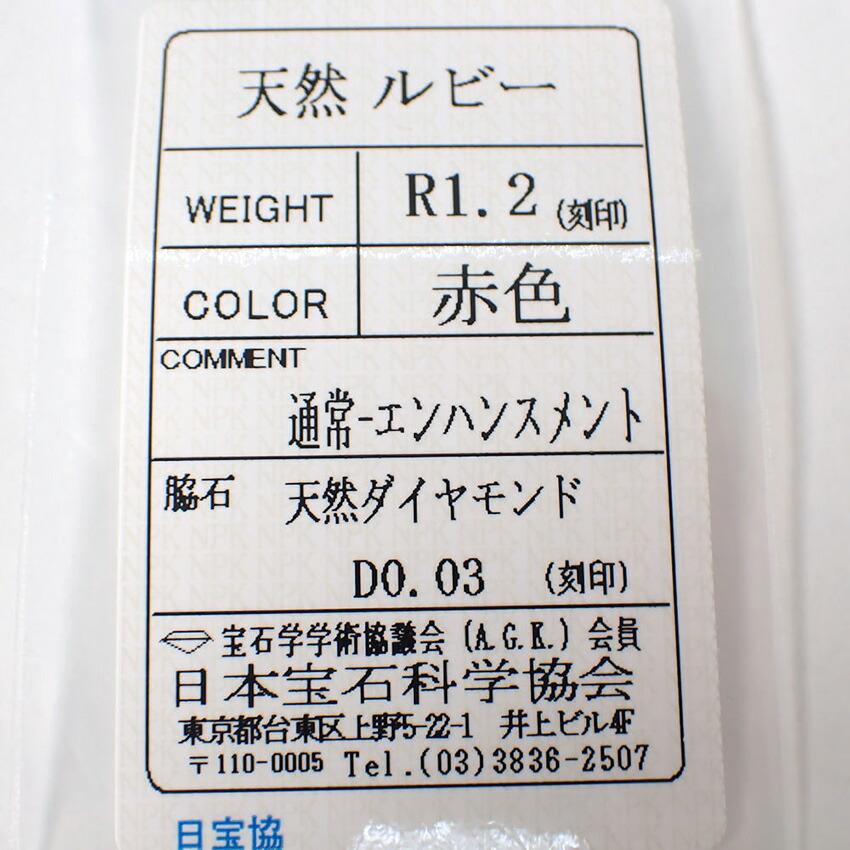 天然 ルビー
WEIGHT R1.2 (刻印)
COLOR 赤色
COMMENT
通常-エンハンスメント
脇石 天然ダイヤモンド
D0.03 (刻印)
宝石学学術協議会 (A.G.K.) 会員
日本宝石科学協会
東京都台東区上野5-22-1 井上ビル4F
〒110-0005 Tel.(03)3836-2507
日宝協